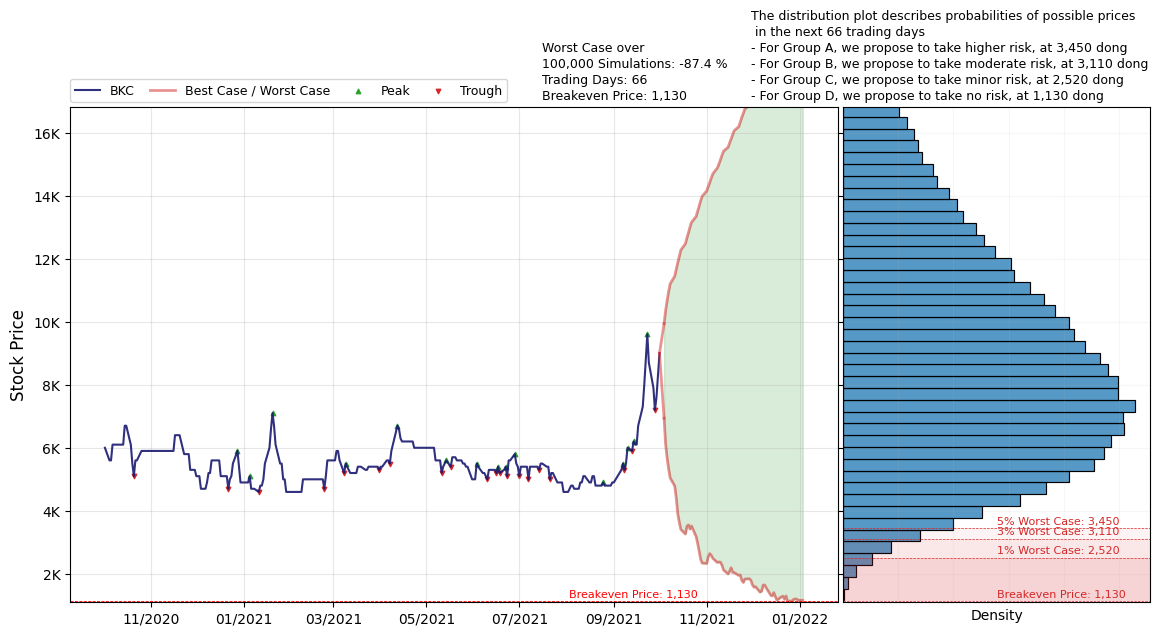 The distribution plot describes probabilities of possible prices
in the next 66 trading days
- For Group A, we propose to take higher risk, at 3,450 dong
- For Group B, we propose to take moderate risk, at 3,110 dong
- For Group C, we propose to take minor risk, at 2,520 dong
- For Group D, we propose to take no risk, at 1,130 dong
Worst Case over
100,000 Simulations: -87.4 %
Trading Days: 66
Breakeven Price: 1,130
BKC
Best Case / Worst Case
Peak
Trough
Stock Price
16K
14K
12K
10K
8K
6K
4K
2K
11/2020
01/2021
03/2021
05/2021
07/2021
09/2021
11/2021
01/2022
Breakeven Price: 1,130
5% Worst Case: 3,450
3% Worst Case: 3,110
1% Worst Case: 2,520
Breakeven Price: 1,130
Density